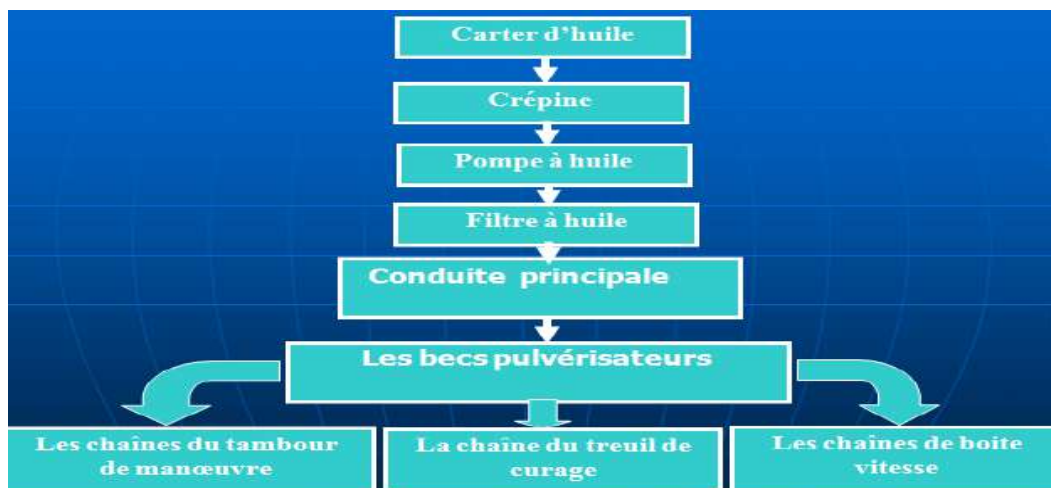 Carter d'huile
Crépine
Pompe à huile
Filtre à huile
Conduite principale
Les becs pulvérisateurs
Les chaînes du tambour
de manœuvre
La chaîne du treuil de
curage
Les chaînes de boite
vitesse